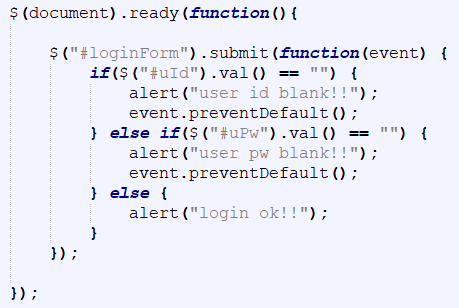 $(document).ready(function(){
$("#loginForm").submit(function(event) {
if($("#uId").val() == "") {
alert("user id blank!!");
event.preventDefault();
} else if($("#uPw").val() == "") {
alert("user pw blank!!");
event.preventDefault();
} else {
alert("login ok!!");
}
});
});